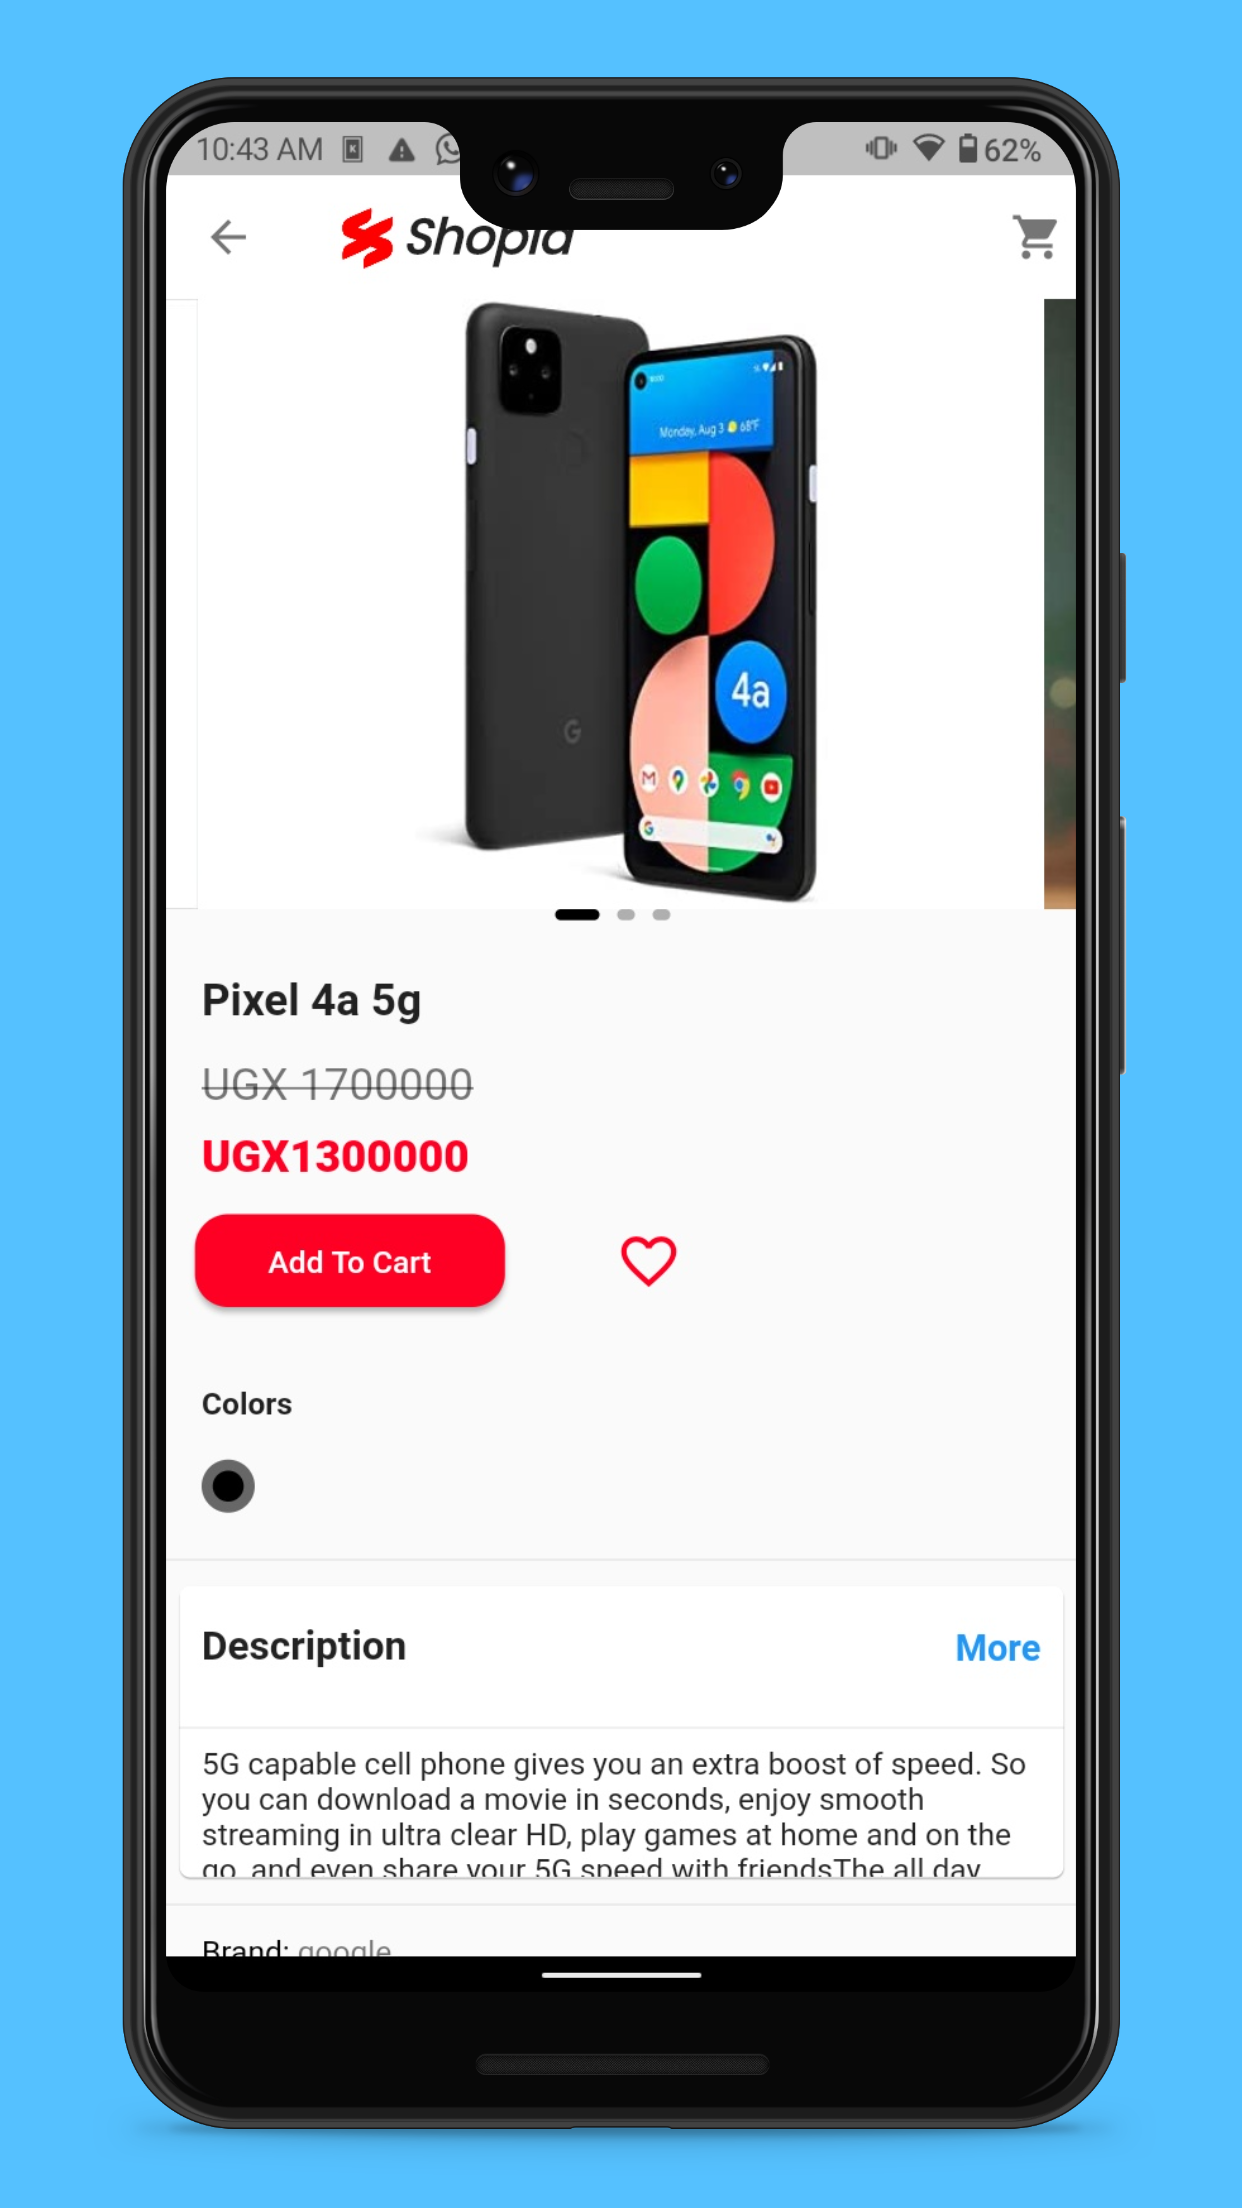 10:43 AM
62%
Shopia
Monday, Aug 3 68°F
4a
Pixel 4a 5g
UGX 1700000
UGX1300000
Add To Cart
Colors
Description
More
5G capable cell phone gives you an extra boost of speed. So
you can download a movie in seconds, enjoy smooth
streaming in ultra clear HD, play games at home and on the
go, and even share your 5G speed with friendsThe all day
Brand: google